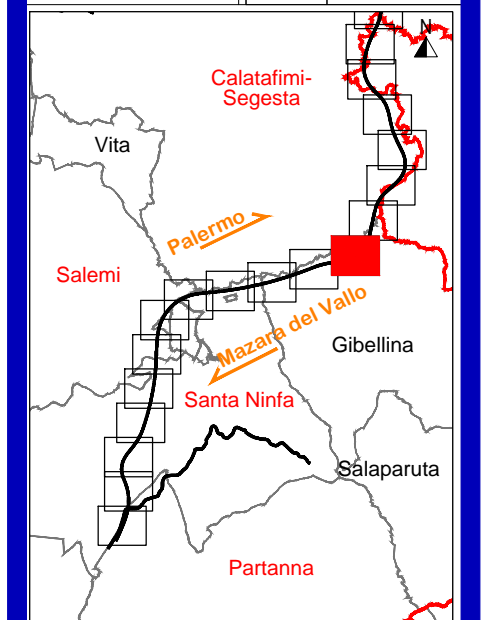 N
Calatafimi-
Segesta
Vita
Palermo
Salemi
Mazara del Vallo
Gibellina
Santa Ninfa
Salaparuta
Partanna